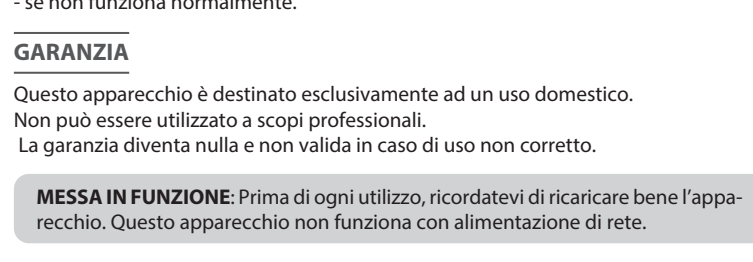 - se non funziona normalmente.
GARANZIA
Questo apparecchio è destinato esclusivamente ad un uso domestico.
Non può essere utilizzato a scopi professionali.
La garanzia diventa nulla e non valida in caso di uso non corretto.
MESSA IN FUNZIONE: Prima di ogni utilizzo, ricordatevi di ricaricare bene l’appa-
recchio. Questo apparecchio non funziona con alimentazione di rete.